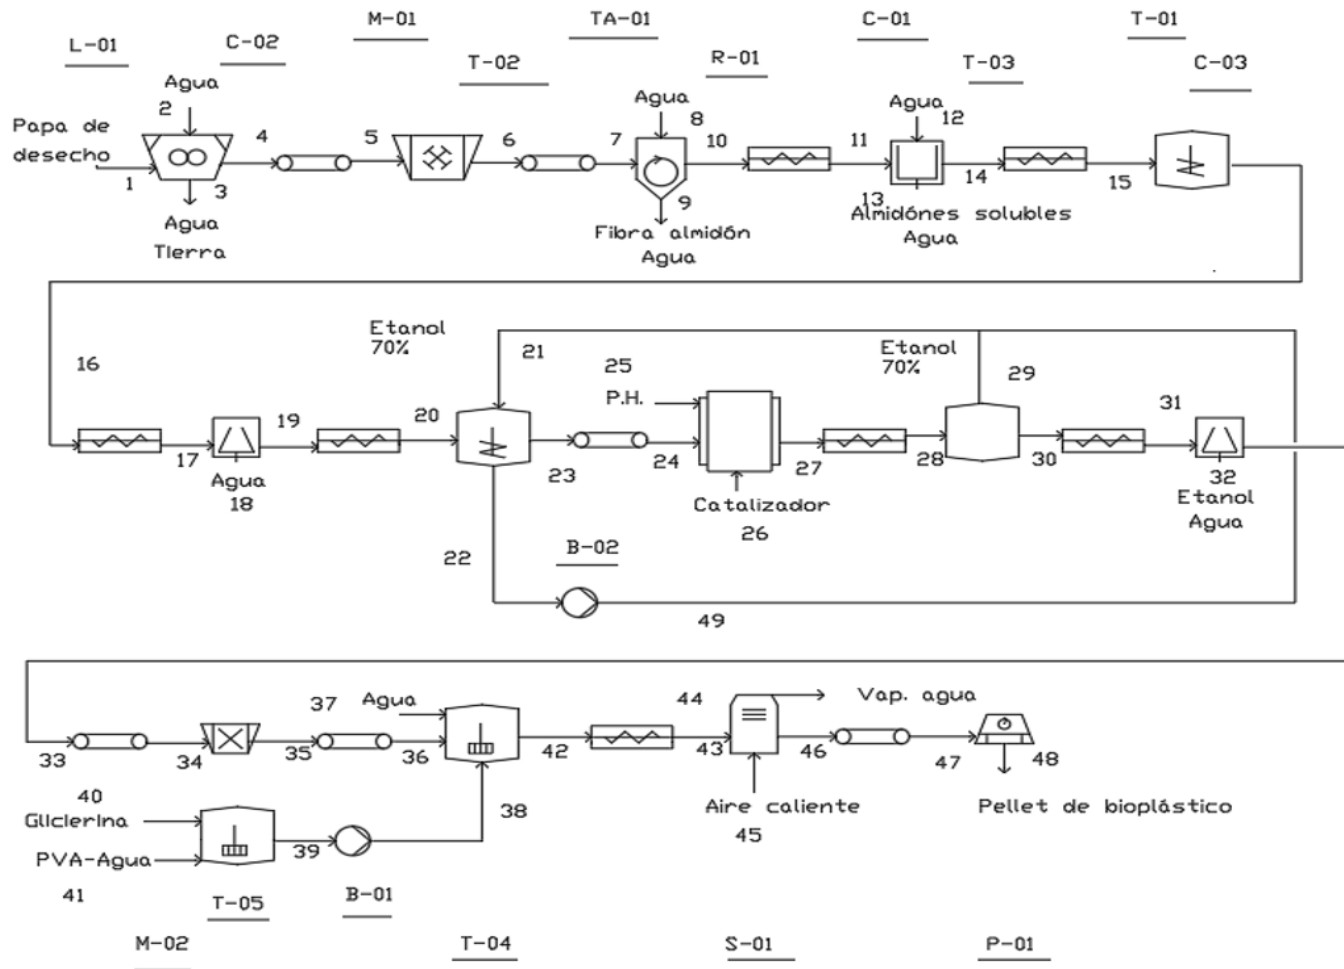 M-01
TA-01
C-01
T-01
L-01
C-02
T-02
R-01
T-03
C-03
Agua
2
Papa de
desecho
1
3
4
Agua
Tierra
5
6
7
Agua
8
9
10
Fibra almidón
Agua
11
Agua
12
13
14
15
Almidónes solubles
Agua
16
17
Agua
18
19
20
Etanol
70%
21
22
23
24
25
P.H.
Catalizador
26
27
28
Etanol
70%
29
30
31
32
Etanol
Agua
B-02
49
33
34
35
36
37
Agua
38
39
40
Glicierina
PVA-Agua
41
42
43
44
Vap. agua
Aire caliente
45
46
47
48
Pellet de bioplástico
T-05
B-01
M-02
T-04
S-01
P-01